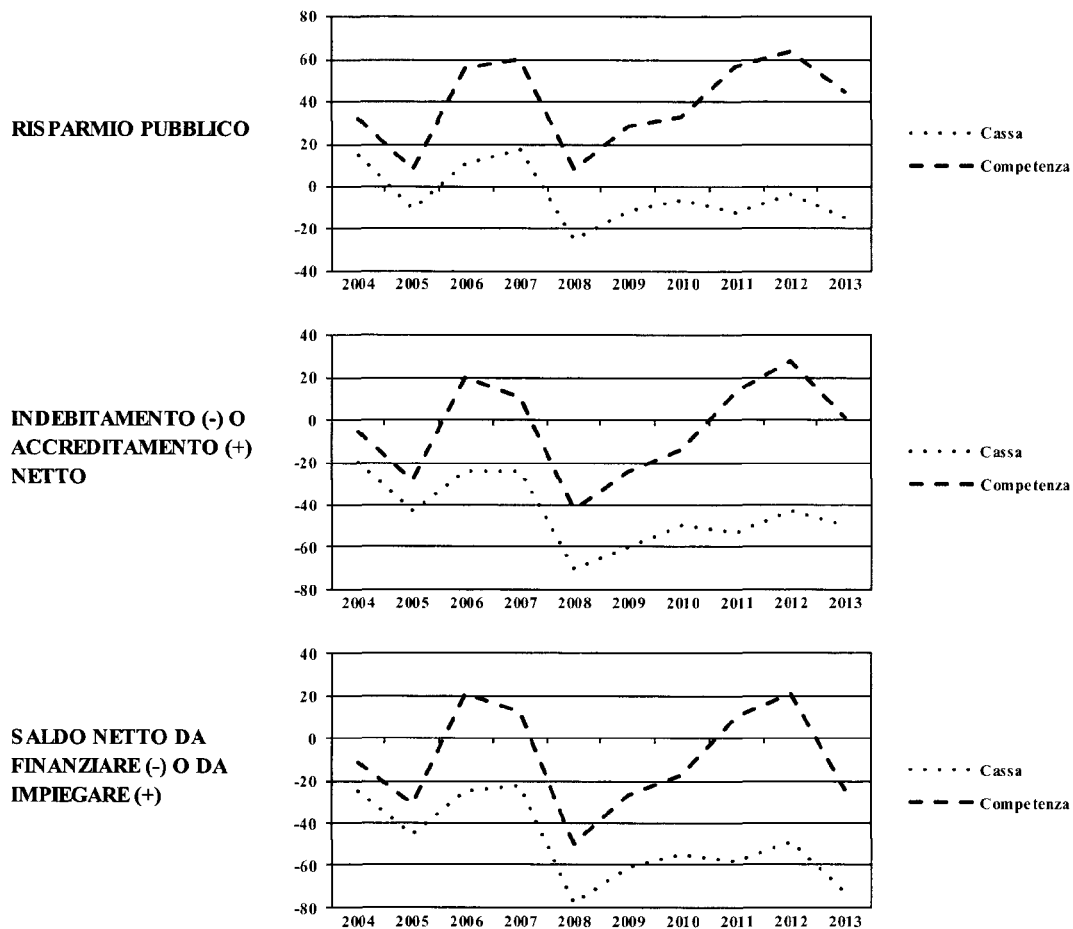 80
60
40
20
0
-20
-40
2004 2005 2006 2007 2008 2009 2010 2011 2012 2013
RISPARMIO PUBBLICO
Cassa
Competenza
40
20
0
-20
-40
-60
-80
2004 2005 2006 2007 2008 2009 2010 2011 2012 2013
INDEBITAMENTO (-) O
ACCREDITAMENTO (+)
NETTO
Cassa
Competenza
40
20
0
-20
-40
-60
-80
2004 2005 2006 2007 2008 2009 2010 2011 2012 2013
SALDO NETTO DA
FINANZIARE (-) O DA
IMPIEGARE (+)
Cassa
Competenza